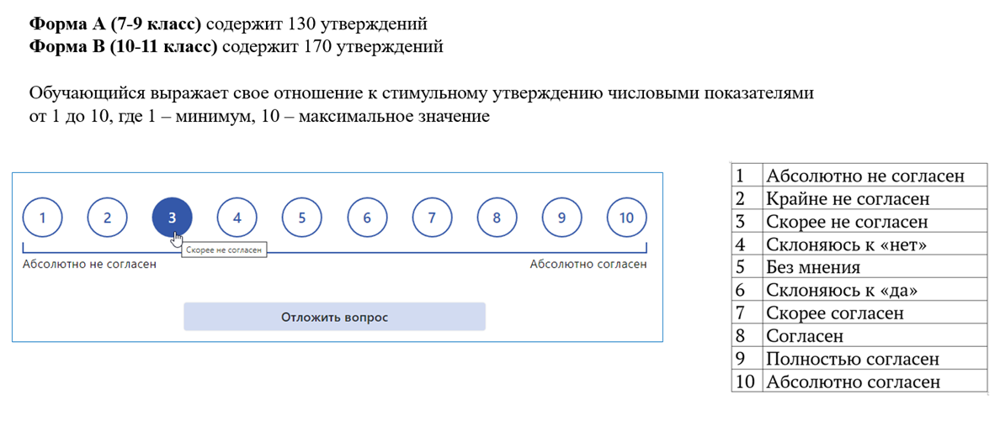 Форма А (7-9 класс) содержит 130 утверждений
Форма В (10-11 класс) содержит 170 утверждений
Обучающийся выражает свое отношение к стимульному утверждению числовыми показателями
от 1 до 10, где 1 – минимум, 10 – максимальное значение
1 2 3 4 5 6 7 8 9 10
Скорее не согласен
Абсолютно не согласен Абсолютно согласен
Отложить вопрос
1 Абсолютно не согласен
2 Крайне не согласен
3 Скорее не согласен
4 Склоняюсь к «нет»
5 Без мнения
6 Склоняюсь к «да»
7 Скорее согласен
8 Согласен
9 Полностью согласен
10 Абсолютно согласен